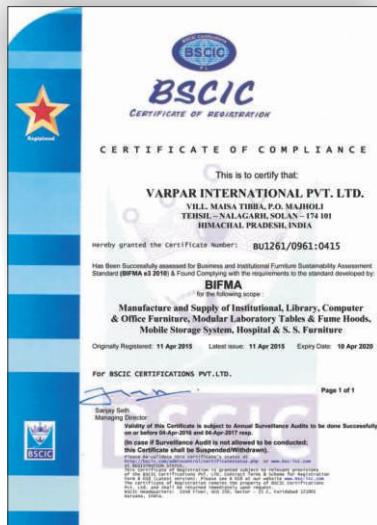 BSCIC Certifications
BSCIC
P. L.
BSCIC
CERTIFICATE OF REGISTRATION
Registered
CERTIFICATE OF COMPLIANCE
This is to certify that:
VARPAR INTERNATIONAL PVT. LTD.
VILL. MAISA TIBBA, P.O. MAJHOLI
TEHSIL – NALAGARH, SOLAN – 174 101
HIMACHAL PRADESH, INDIA
Hereby granted the Certificate Number: BU1261/0961:0415
Has Been Successfully assessed for Business and Institutional Furniture Sustainability Assessment
Standard (BIFMA e3 2010) & Found Complying with the requirements to the standard developed by:
BIFMA
for the following scope:
Manufacture and Supply of Institutional, Library, Computer
& Office Furniture, Modular Laboratory Tables & Fume Hoods,
Mobile Storage System, Hospital & S. S. Furniture
Originally Registered: 11 Apr 2015 Latest issue: 11 Apr 2015 Expiry Date: 10 Apr 2020
For BSCIC CERTIFICATIONS PVT.LTD.
Page 1 of 1
Sanjay Seth
Managing Director
Validity of this Certificate is subject to Annual Surveillance Audits to be done Successfully
on or before 04-Apr-2016 and 04-Apr-2017 resp.
(In case if Surveillance Audit is not allowed to be conducted;
this Certificate shall be Suspended/Withdrawn).
BSCIC